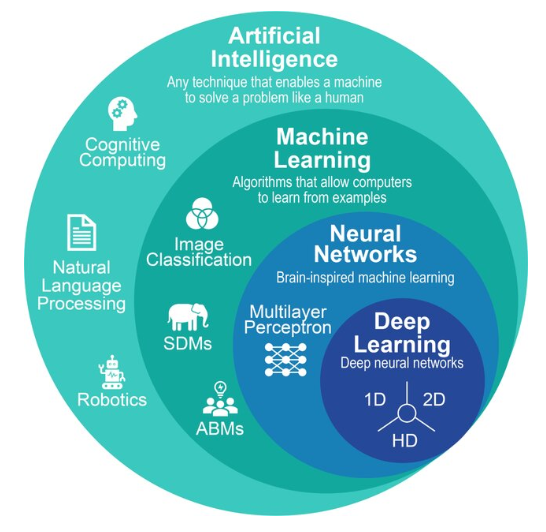 Artificial
Intelligence
Any technique that enables a machine
to solve a problem like a human
Cognitive
Computing
Natural
Language
Processing
Robotics
Machine
Learning
Algorithms that allow computers
to learn from examples
Image
Classification
SDMs
ABMs
Neural
Networks
Brain-inspired machine learning
Multilayer
Perceptron
Deep
Learning
Deep neural networks
1D
2D
HD